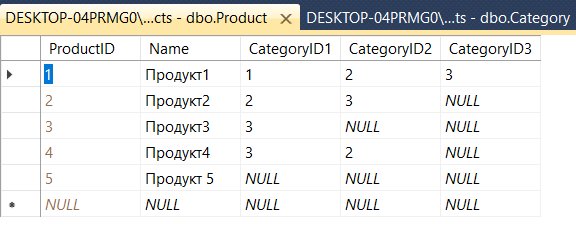 DESKTOP-04PRMG0\...cts - dbo.Product × DESKTOP-04PRMG0\...ts - dbo.Category
ProductID Name CategoryID1 CategoryID2 CategoryID3
1 Продукт1 1 2 3
2 Продукт2 2 3 NULL
3 Продукт3 3 NULL NULL
4 Продукт4 3 2 NULL
5 Продукт 5 NULL NULL NULL
NULL NULL NULL NULL NULL